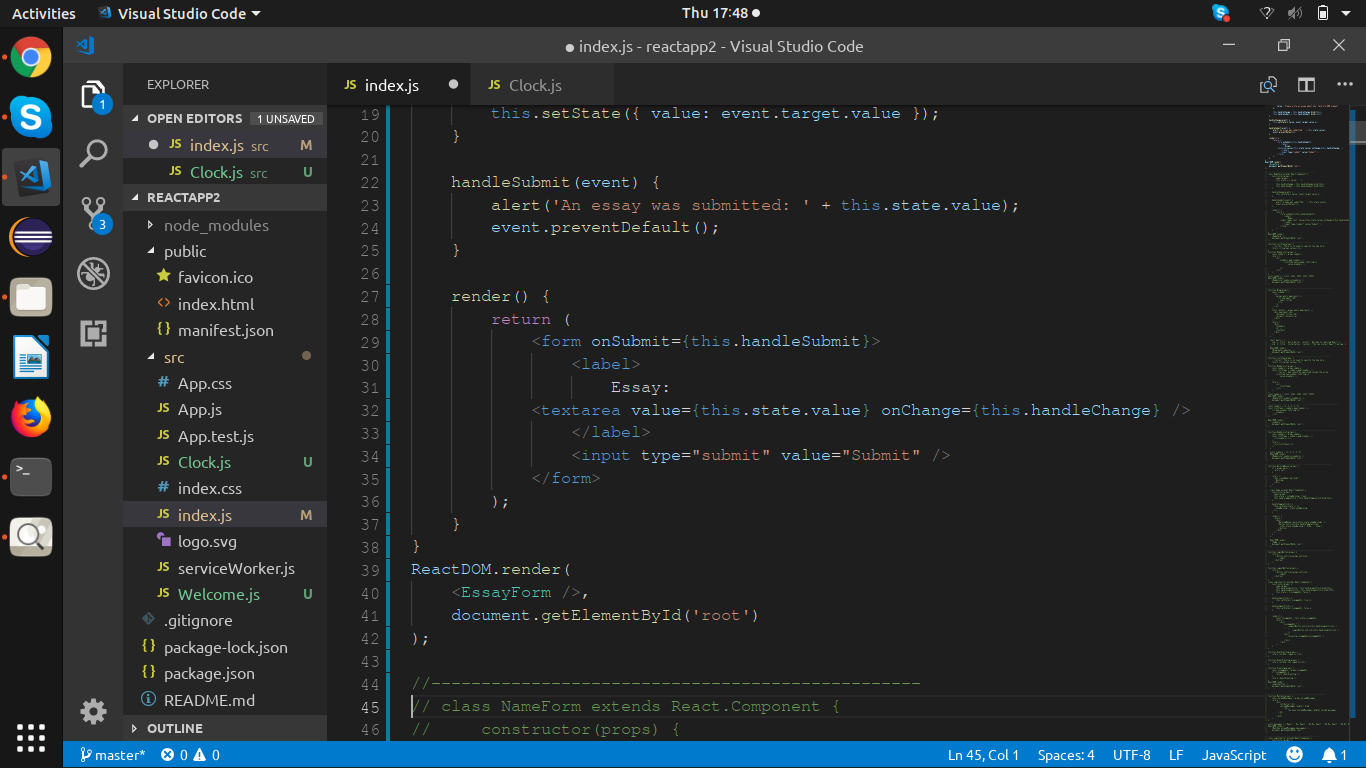 Activities Visual Studio Code Thu 17:48
index.js - reactapp2 - Visual Studio Code
EXPLORER
OPEN EDITORS 1 UNSAVED
JS index.js src M
JS Clock.js src U
REACTAPP2
node_modules
public
favicon.ico
<> index.html
{} manifest.json
src
# App.css
JS App.js
JS App.test.js
JS Clock.js U
# index.css
JS index.js M
logo.svg
JS serviceWorker.js
JS Welcome.js U
.gitignore
{} package-lock.json
{} package.json
README.md
OUTLINE
1
3
JS index.js JS Clock.js
19 this.setState({ value: event.target.value });
20 }
21
22 handleSubmit(event) {
23 alert('An essay was submitted: ' + this.state.value);
24 event.preventDefault();
25 }
26
27 render() {
28 return (
29 <form onSubmit={this.handleSubmit}>
30 <label>
31 Essay:
32 <textarea value={this.state.value} onChange={this.handleChange} />
33 </label>
34 <input type="submit" value="Submit" />
35 </form>
36 );
37 }
38 }
39 ReactDOM.render(
40 <EssayForm />,
41 document.getElementById('root')
42 );
43
44 //-------------------------------------------------
45 // class NameForm extends React.Component {
46 // constructor(props) {
master* 0 0 Ln 45, Col 1 Spaces: 4 UTF-8 LF JavaScript 1